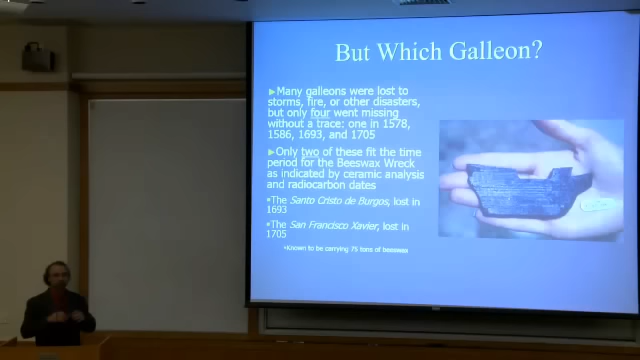 But Which Galleon?
▶Many galleons were lost to
storms, fire, or other disasters,
but only four went missing
without a trace: one in 1578,
1586, 1693, and 1705
▶Only two of these fit the time
period for the Beeswax Wreck
as indicated by ceramic analysis
and radiocarbon dates
▪The Santo Cristo de Burgos, lost in
1693
▪The San Francisco Xavier, lost in
1705
▪Known to be carrying 75 tons of beeswax